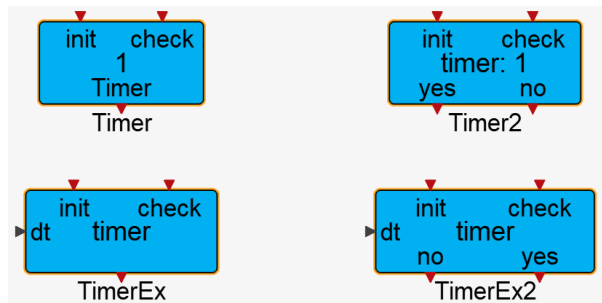 init check
1
Timer
Timer
init check
timer: 1
yes no
Timer2
init check
dt timer
TimerEx
init check
dt timer
no yes
TimerEx2